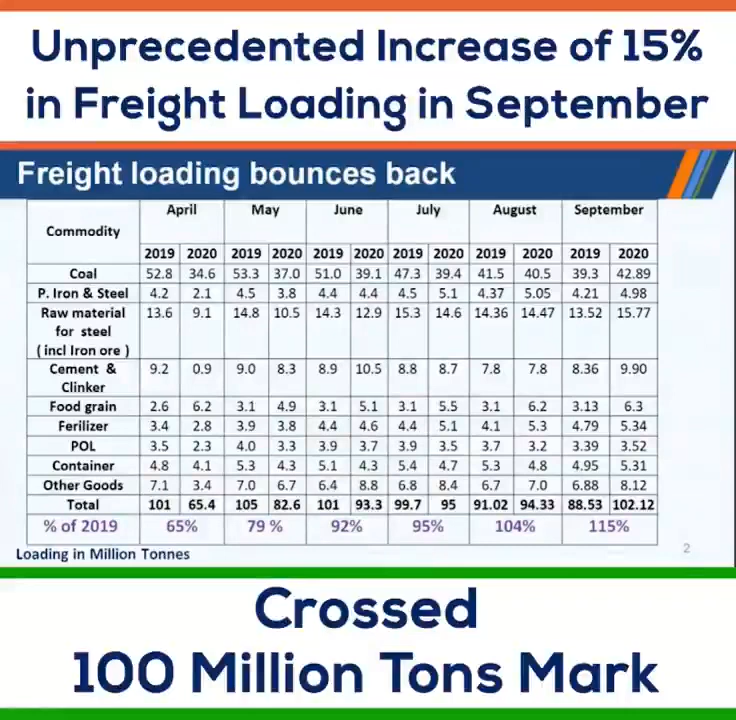 Unprecedented Increase of 15%
in Freight Loading in September
Freight loading bounces back
Commodity April May June July August September
2019 2020 2019 2020 2019 2020 2019 2020 2019 2020 2019 2020
Coal 52.8 34.6 53.3 37.0 51.0 39.1 47.3 39.4 41.5 40.5 39.3 42.89
P. Iron & Steel 4.2 2.1 4.5 3.8 4.4 4.4 4.5 5.1 4.37 5.05 4.21 4.98
Raw material 13.6 9.1 14.8 10.5 14.3 12.9 15.3 14.6 14.36 14.47 13.52 15.77
for steel
( incl Iron ore )
Cement & 9.2 0.9 9.0 8.3 8.9 10.5 8.8 8.7 7.8 7.8 8.36 9.90
Clinker
Food grain 2.6 6.2 3.1 4.9 3.1 5.1 3.1 5.5 3.1 6.2 3.13 6.3
Ferilizer 3.4 2.8 3.9 3.8 4.4 4.6 4.4 5.1 4.1 5.3 4.79 5.34
POL 3.5 2.3 4.0 3.3 3.9 3.7 3.9 3.5 3.7 3.2 3.39 3.52
Container 4.8 4.1 5.3 4.3 5.1 4.3 5.4 4.7 5.3 4.8 4.95 5.31
Other Goods 7.1 3.4 7.0 6.7 6.4 8.8 6.8 8.4 6.7 7.0 6.88 8.12
Total 101 65.4 105 82.6 101 93.3 99.7 95 91.02 94.33 88.53 102.12
% of 2019 65% 79 % 92% 95% 104% 115%
Loading in Million Tonnes
2
Crossed
100 Million Tons Mark